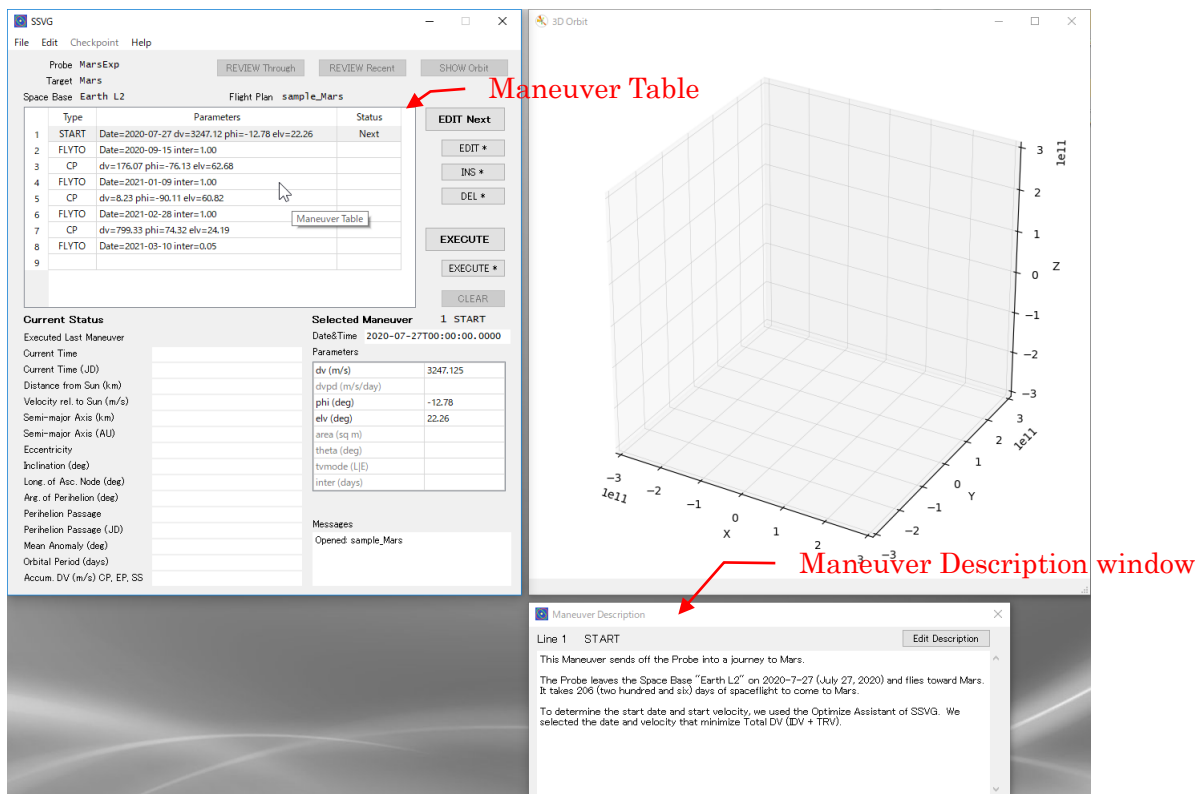 SSVG
File Edit Checkpoint Help
Probe MarsExp
Target Mars
Space Base Earth L2
Flight Plan sample_Mars
REVIEW Through REVIEW Recent SHOW Orbit
Maneuver Table
Type Parameters Status
1 START Date=2020-07-27 dv=3247.12 phi=-12.78 elv=22.26 Next
2 FLYTO Date=2020-09-15 inter=1.00
3 CP dv=176.07 phi=-76.13 elv=62.68
4 FLYTO Date=2021-01-09 inter=1.00
5 CP dv=8.23 phi=-90.11 elv=60.82
6 FLYTO Date=2021-02-28 inter=1.00
7 CP dv=799.33 phi=74.32 elv=24.19
8 FLYTO Date=2021-03-10 inter=0.05
9
Maneuver Table
EDIT Next
EDIT *
INS *
DEL *
EXECUTE
EXECUTE *
CLEAR
Current Status
Executed Last Maneuver
Current Time
Current Time (JD)
Distance from Sun (km)
Velocity rel. to Sun (m/s)
Semi-major Axis (km)
Semi-major Axis (AU)
Eccentricity
Inclination (deg)
Long. of Asc. Node (deg)
Arg. of Perihelion (deg)
Perihelion Passage
Perihelion Passage (JD)
Mean Anomaly (deg)
Orbital Period (days)
Accum. DV (m/s) CP, EP, SS
Selected Maneuver 1 START
Date&Time 2020-07-27T00:00:00.0000
Parameters
dv (m/s) 3247.125
dvpd (m/s/day)
phi (deg) -12.78
elv (deg) 22.26
area (sq m)
theta (deg)
tvmode (L|E)
inter (days)
Messages
Opened: sample_Mars
3D Orbit
3
1e11
2
1
0
Z
-1
-2
-3
3
1e11
2
1
0
Y
-1
-2
-3
-3
1e11
-2
-1
0
X
1
2
3
Maneuver Description window
Maneuver Description
Line 1 START
Edit Description
This Maneuver sends off the Probe into a journey to Mars.
The Probe leaves the Space Base "Earth L2" on 2020-7-27 (July 27, 2020) and flies toward Mars.
It takes 206 (two hundred and six) days of spaceflight to come to Mars.
To determine the start date and start velocity, we used the Optimize Assistant of SSVG. We
selected the date and velocity that minimize Total DV (IDV + TRV).